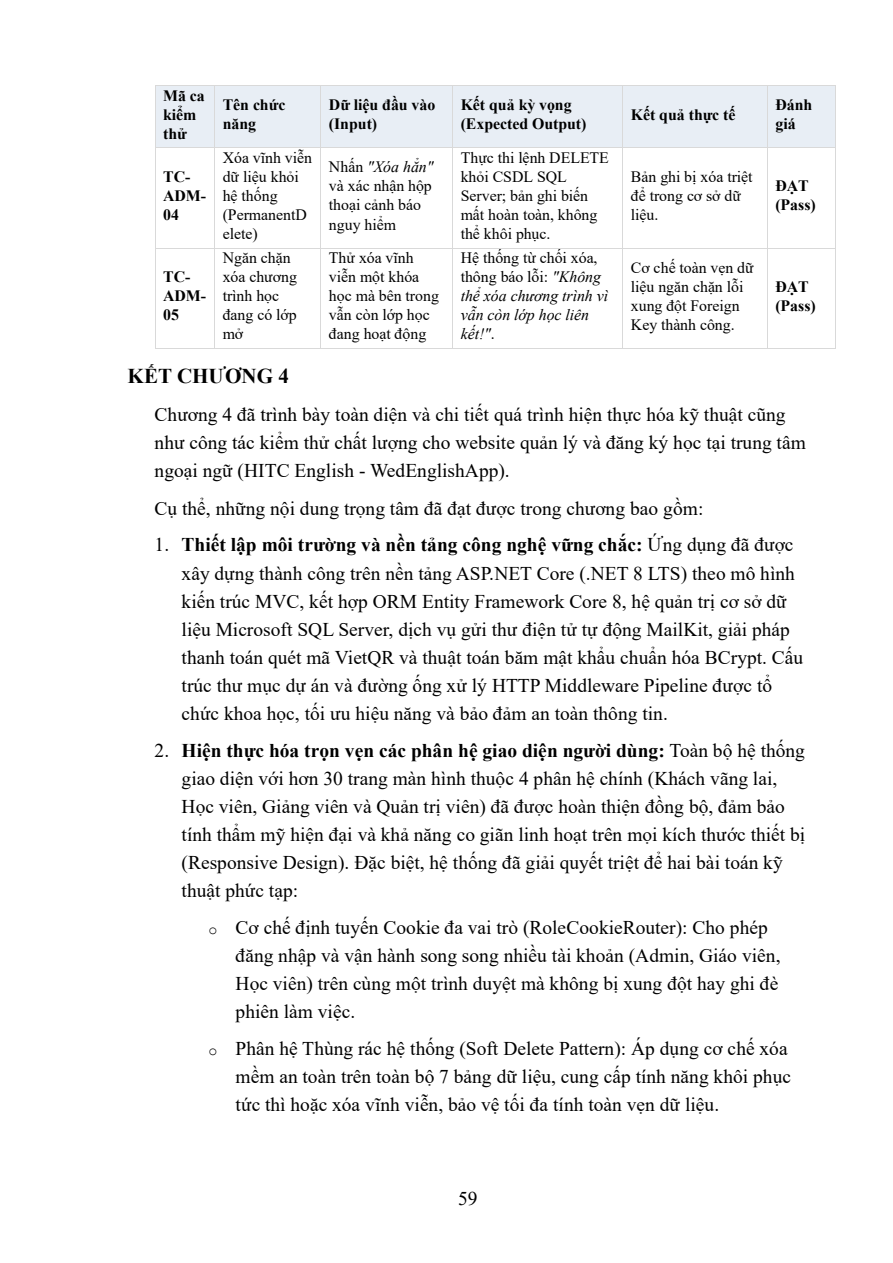 Mã ca kiểm thử
Tên chức năng
Dữ liệu đầu vào (Input)
Kết quả kỳ vọng (Expected Output)
Kết quả thực tế
Đánh giá
TC-
ADM-
04
Xóa vĩnh viễn
dữ liệu khỏi
hệ thống
(PermanentD
elete)
Nhấn "Xóa hẳn"
và xác nhận hộp
thoại cảnh báo
nguy hiểm
Thực thi lệnh DELETE
khỏi CSDL SQL
Server; bản ghi biến
mất hoàn toàn, không
thể khôi phục.
Bản ghi bị xóa triệt
để trong cơ sở dữ
liệu.
ĐẠT
(Pass)
TC-
ADM-
05
Ngăn chặn
xóa chương
trình học
đang có lớp
mở
Thử xóa vĩnh
viễn một khóa
học mà bên trong
vẫn còn lớp học
đang hoạt động
Hệ thống từ chối xóa,
thông báo lỗi: "Không
thể xóa chương trình vì
vẫn còn lớp học liên
kết!".
Cơ chế toàn vẹn dữ
liệu ngăn chặn lỗi
xung đột Foreign
Key thành công.
ĐẠT
(Pass)
KẾT CHƯƠNG 4
Chương 4 đã trình bày toàn diện và chi tiết quá trình hiện thực hóa kỹ thuật cũng
như công tác kiểm thử chất lượng cho website quản lý và đăng ký học tại trung tâm
ngoại ngữ (HITC English - WedEnglishApp).
Cụ thể, những nội dung trọng tâm đã đạt được trong chương bao gồm:
1. Thiết lập môi trường và nền tảng công nghệ vững chắc: Ứng dụng đã được
xây dựng thành công trên nền tảng ASP.NET Core (.NET 8 LTS) theo mô hình
kiến trúc MVC, kết hợp ORM Entity Framework Core 8, hệ quản trị cơ sở dữ
liệu Microsoft SQL Server, dịch vụ gửi thư điện tử tự động MailKit, giải pháp
thanh toán quét mã VietQR và thuật toán băm mật khẩu chuẩn hóa BCrypt. Cấu
trúc thư mục dự án và đường ống xử lý HTTP Middleware Pipeline được tổ
chức khoa học, tối ưu hiệu năng và bảo đảm an toàn thông tin.
2. Hiện thực hóa trọn vẹn các phân hệ giao diện người dùng: Toàn bộ hệ thống
giao diện với hơn 30 trang màn hình thuộc 4 phân hệ chính (Khách vãng lai,
Học viên, Giảng viên và Quản trị viên) đã được hoàn thiện đồng bộ, đảm bảo
tính thẩm mỹ hiện đại và khả năng co giãn linh hoạt trên mọi kích thước thiết bị
(Responsive Design). Đặc biệt, hệ thống đã giải quyết triệt để hai bài toán kỹ
thuật phức tạp:
o Cơ chế định tuyến Cookie đa vai trò (RoleCookieRouter): Cho phép
đăng nhập và vận hành song song nhiều tài khoản (Admin, Giáo viên,
Học viên) trên cùng một trình duyệt mà không bị xung đột hay ghi đè
phiên làm việc.
o Phân hệ Thùng rác hệ thống (Soft Delete Pattern): Áp dụng cơ chế xóa
mềm an toàn trên toàn bộ 7 bảng dữ liệu, cung cấp tính năng khôi phục
tức thì hoặc xóa vĩnh viễn, bảo vệ tối đa tính toàn vẹn dữ liệu.
59